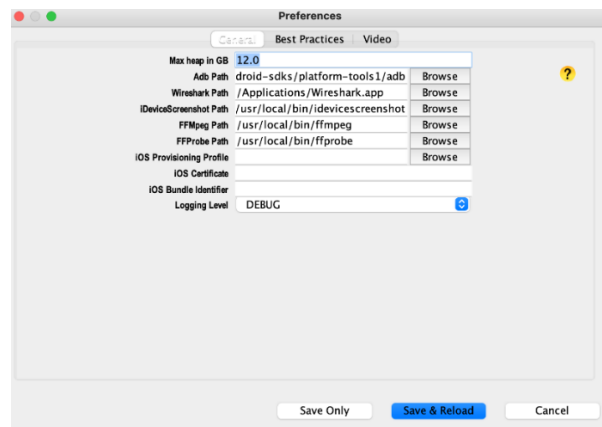 Preferences
General Best Practices Video
Max heap in GB 12.0
Adb Path droid-sdks/platform-tools1/adb Browse
?
Wireshark Path /Applications/Wireshark.app Browse
iDeviceScreenshot Path /usr/local/bin/idevicescreenshot Browse
FFMpeg Path /usr/local/bin/ffmpeg Browse
FFProbe Path /usr/local/bin/ffprobe Browse
iOS Provisioning Profile Browse
iOS Certificate
iOS Bundle Identifier
Logging Level DEBUG
Save Only Save & Reload Cancel